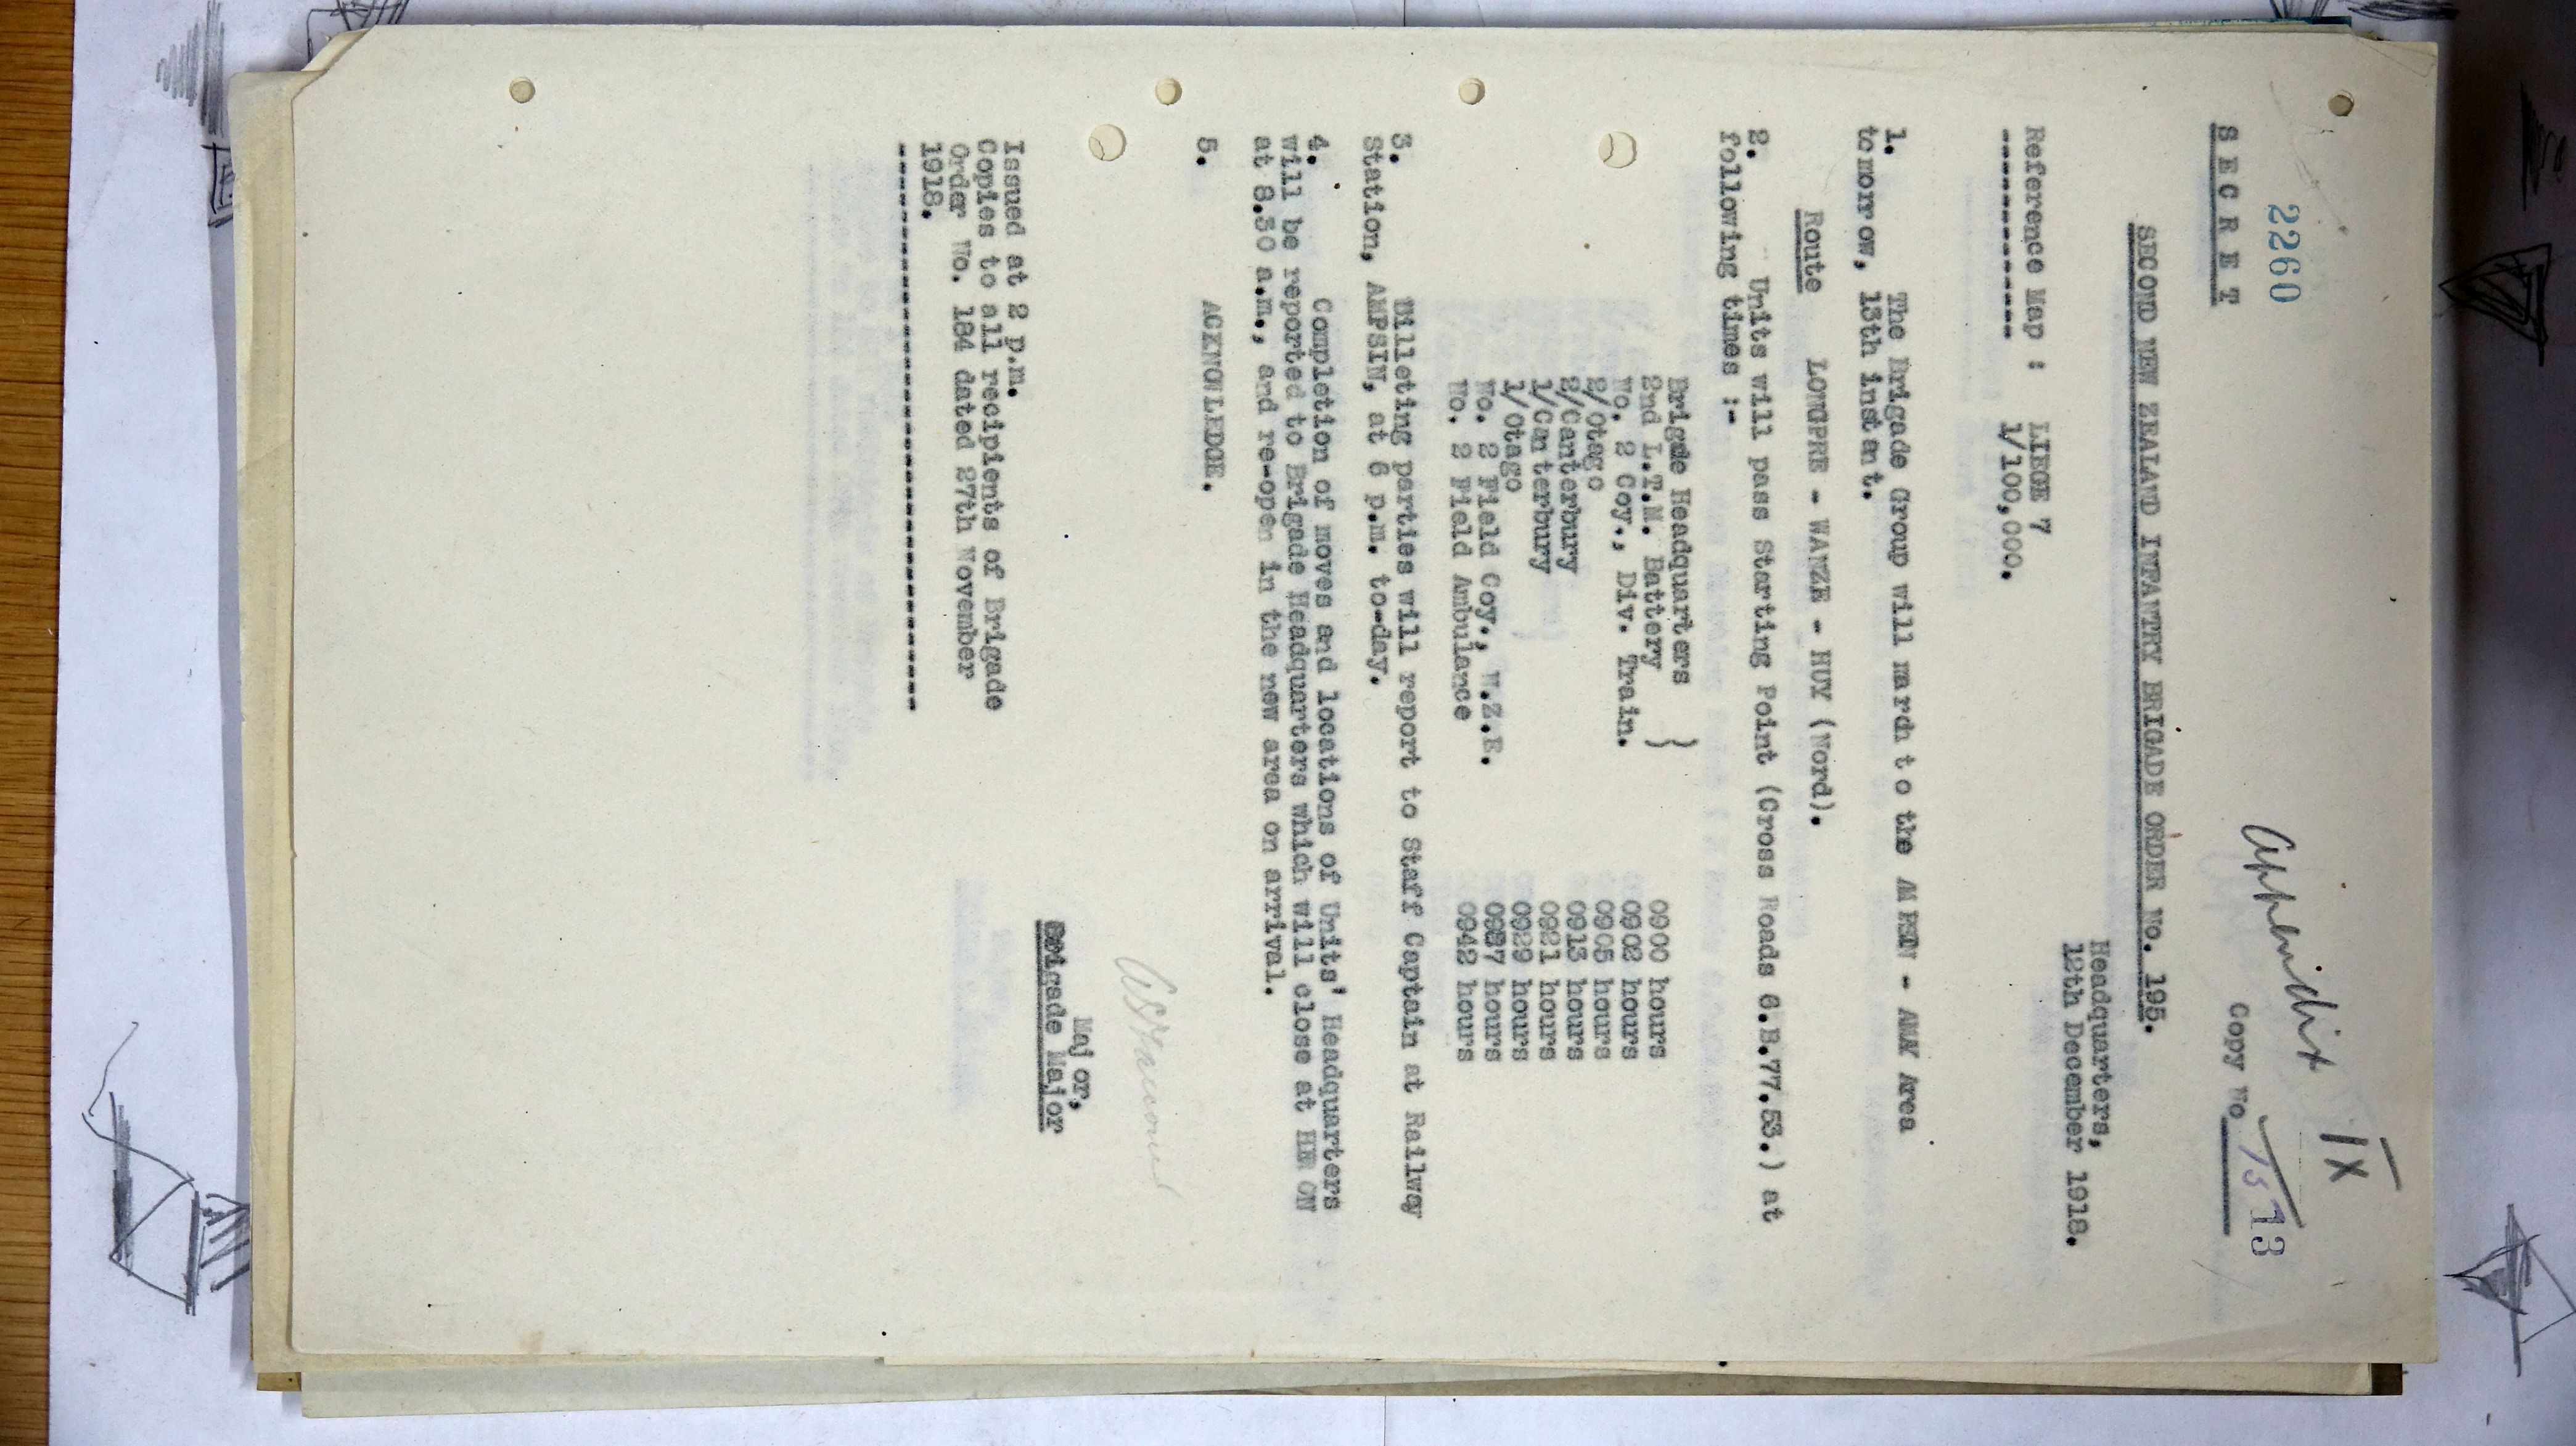 2260
Appendix IX
SECRET
Copy No 13
SECOND NEW ZEALAND INFANTRY BRIGADE ORDER No. 195.
Headquarters,
12th December 1918.
Reference Map : LIEGE 7
1/100,000.
-----------
1. The Brigade Group will march to the AMPSIN - AMAY Area
tomorrow, 13th instant.
Route LONGPRE - WANZE - HUY (Nord).
2. Units will pass Starting Point (Cross Roads 6.B.77.53.) at
following times :-
Brigade Headquarters }
2nd L.T.M. Battery } 0900 hours
No. 2 Coy., Div. Train. 0902 hours
2/Otago 0905 hours
2/Canterbury 0913 hours
1/Canterbury 0921 hours
1/Otago 0929 hours
No. 2 Field Coy., N.Z.E. 0937 hours
No. 2 Field Ambulance 0942 hours
3. Billeting parties will report to Staff Captain at Railway
Station, AMPSIN, at 6 p.m. to-day.
4. Completion of moves and locations of Units' Headquarters
will be reported to Brigade Headquarters which will close at HERON
at 8.30 a.m., and re-open in the new area on arrival.
5. ACKNOWLEDGE.
Major,
Brigade Major
Issued at 2 p.m.
Copies to all recipients of Brigade
Order No. 184 dated 27th November
1918.
------------------------------